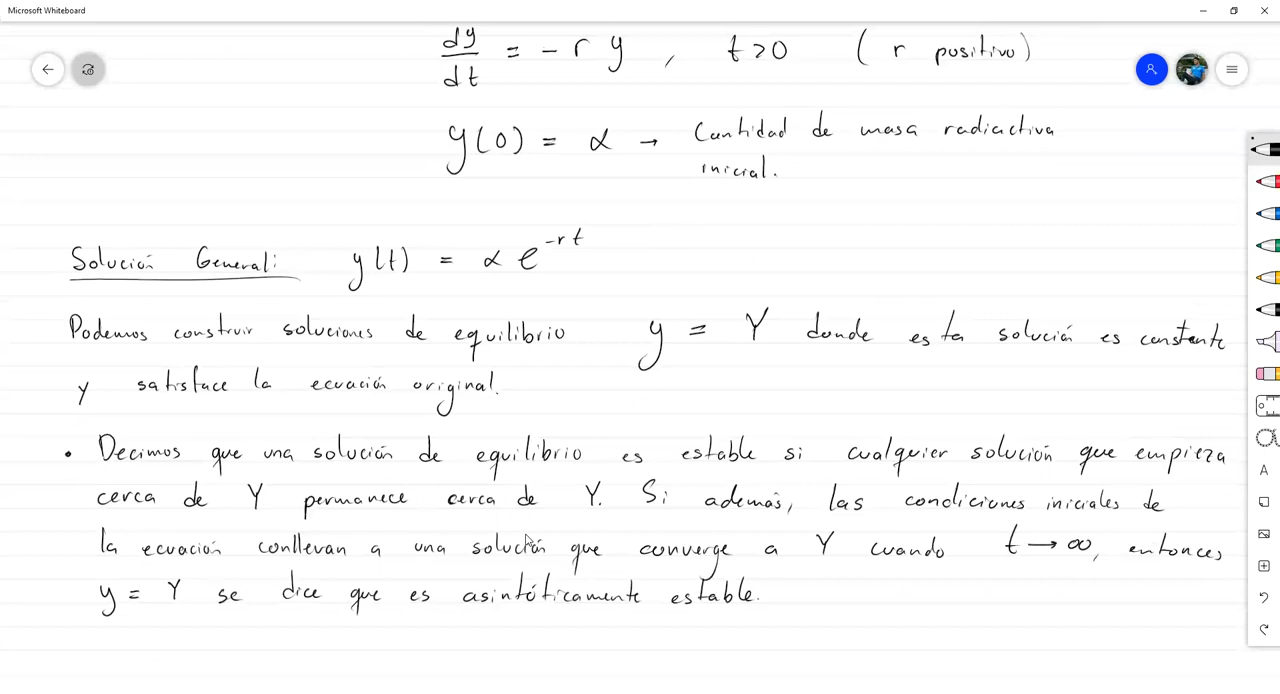 Microsoft Whiteboard
dy/dt = - r y , t > 0 ( r positivo )
y(0) = α → Cantidad de masa radiactiva
inicial.
Solución General: y(t) = α e^{-rt}
Podemos construir soluciones de equilibrio y = Y donde esta solución es constante
y satisface la ecuación original.
• Decimos que una solución de equilibrio es estable si cualquier solución que empieza
cerca de Y permanece cerca de Y. Si además, las condiciones iniciales de
la ecuación conllevan a una solución que converge a Y cuando t → ∞, entonces
y = Y se dice que es asintóticamente estable.